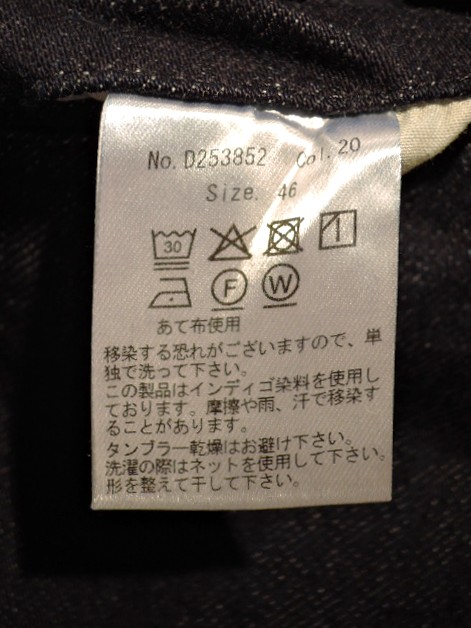 No. D253852 Col. 20
Size. 46
30
F W
あて布使用
移染する恐れがございますので、単
独で洗って下さい。
この製品はインディゴ染料を使用し
ております。摩擦や雨、汗で移染す
ることがあります。
タンブラー乾燥はお避け下さい。
洗濯の際はネットを使用して下さい。
形を整えて干して下さい。